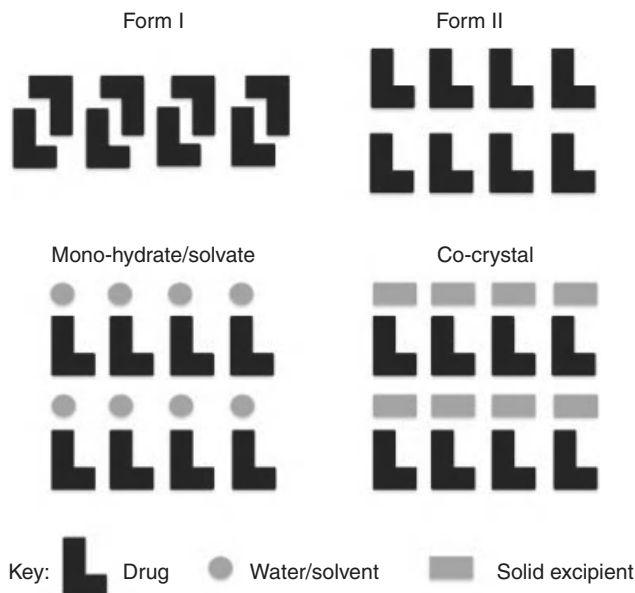 Form I
Form II
Mono-hydrate/solvate
Co-crystal
Key:
Drug
Water/solvent
Solid excipient